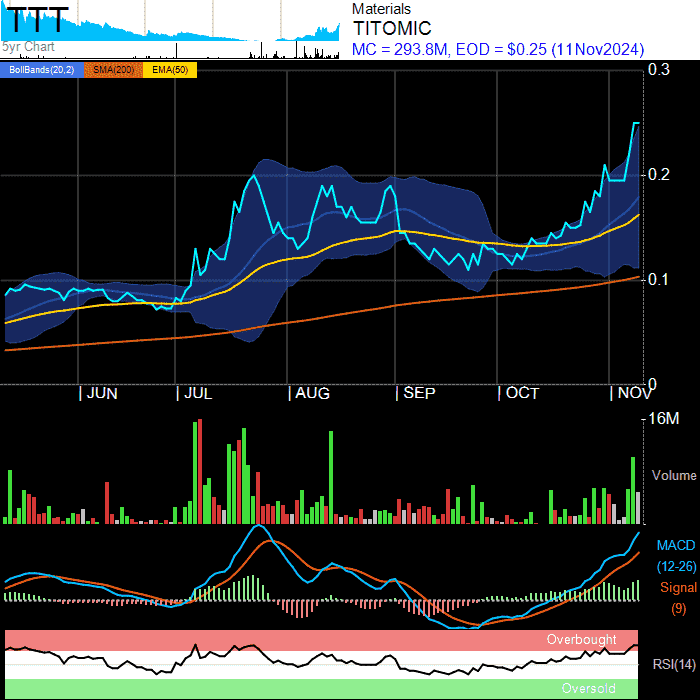 TTT
5yr Chart
Materials
TITOMIC
MC = 293.8M, EOD = $0.25 (11Nov2024)
BollBands(20,2) SMA(200) EMA(50)
0.3
0.2
0.1
0
| JUN | JUL | AUG | SEP | OCT | NOV
16M
Volume
MACD
(12-26)
Signal
(9)
Overbought
RSI(14)
Oversold